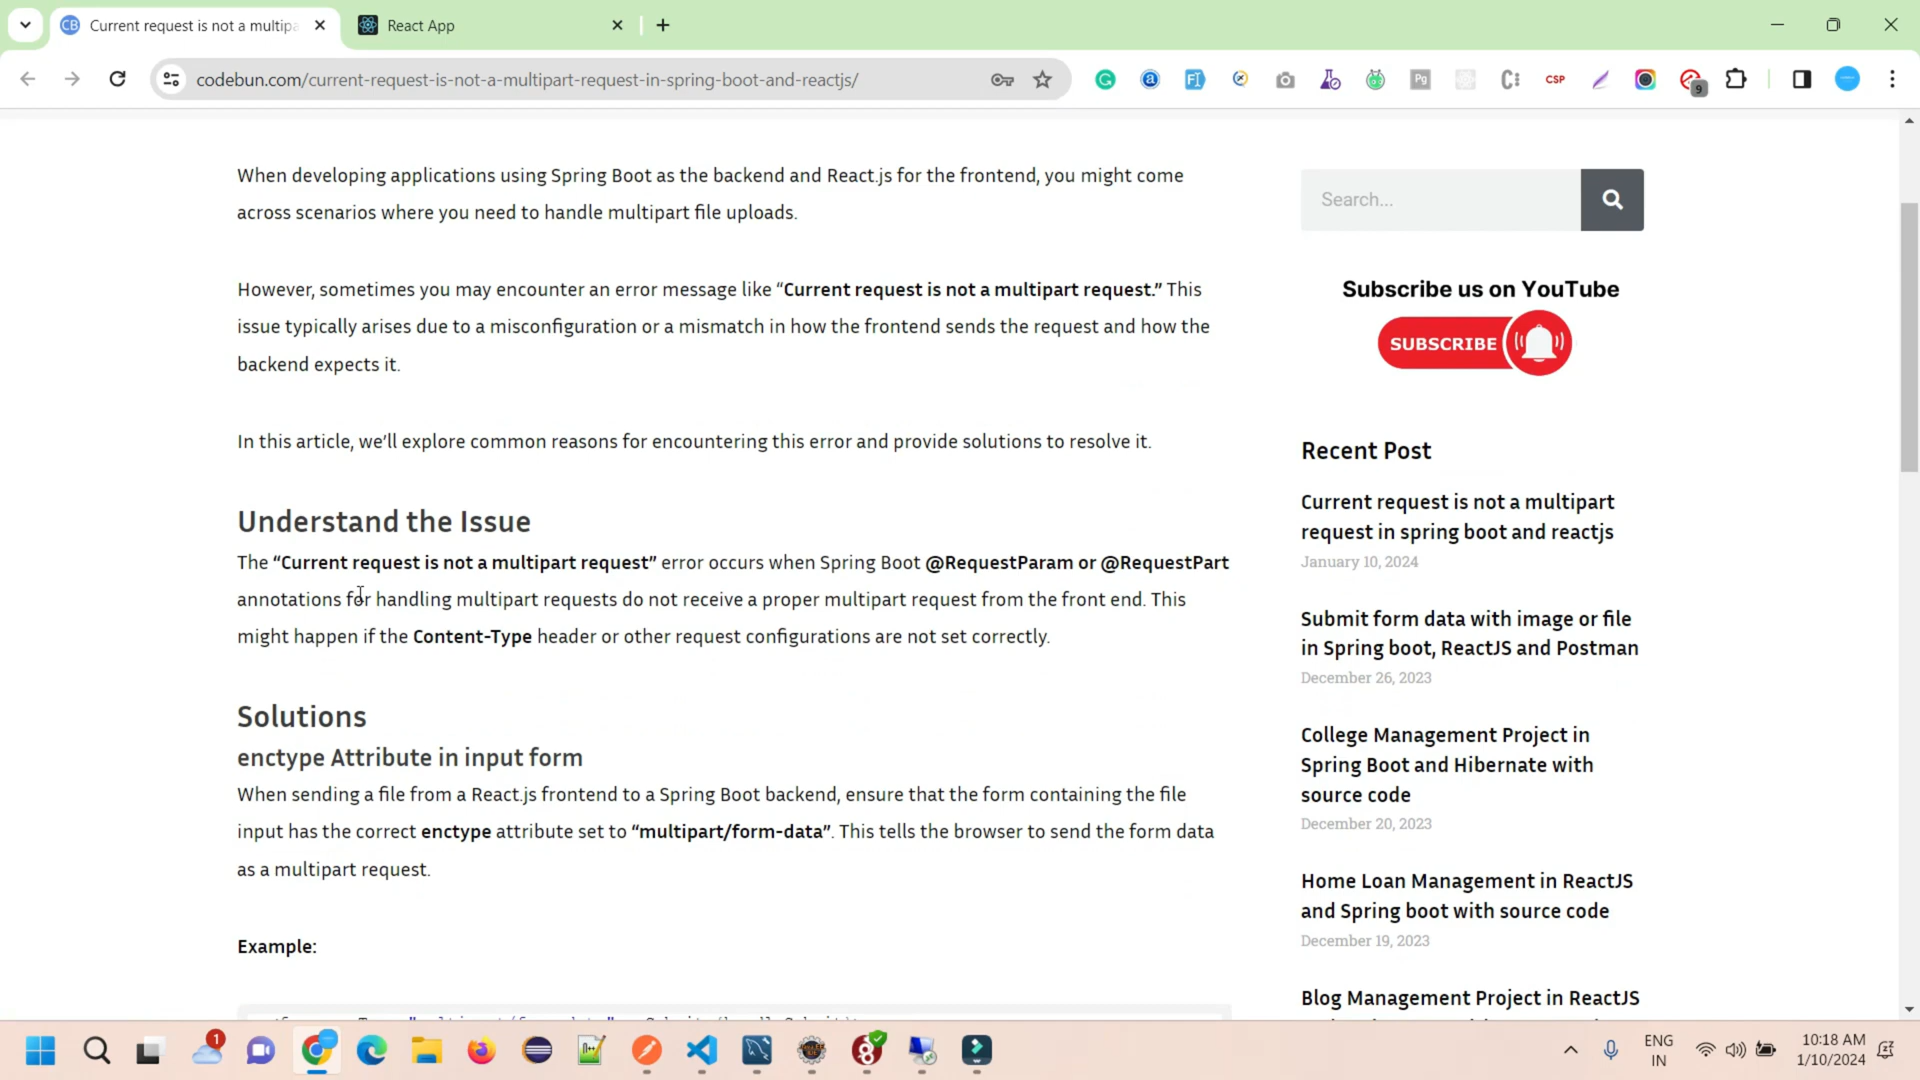 Current request is not a multipa
React App
codebun.com/current-request-is-not-a-multipart-request-in-spring-boot-and-reactjs/
CSP
9
When developing applications using Spring Boot as the backend and React.js for the frontend, you might come
across scenarios where you need to handle multipart file uploads.
However, sometimes you may encounter an error message like “Current request is not a multipart request.” This
issue typically arises due to a misconfiguration or a mismatch in how the frontend sends the request and how the
backend expects it.
In this article, we’ll explore common reasons for encountering this error and provide solutions to resolve it.
Understand the Issue
The “Current request is not a multipart request” error occurs when Spring Boot @RequestParam or @RequestPart
annotations for handling multipart requests do not receive a proper multipart request from the front end. This
might happen if the Content-Type header or other request configurations are not set correctly.
Solutions
enctype Attribute in input form
When sending a file from a React.js frontend to a Spring Boot backend, ensure that the form containing the file
input has the correct enctype attribute set to “multipart/form-data”. This tells the browser to send the form data
as a multipart request.
Example:
Search...
Subscribe us on YouTube
SUBSCRIBE
Recent Post
Current request is not a multipart
request in spring boot and reactjs
January 10, 2024
Submit form data with image or file
in Spring boot, ReactJS and Postman
December 26, 2023
College Management Project in
Spring Boot and Hibernate with
source code
December 20, 2023
Home Loan Management in ReactJS
and Spring boot with source code
December 19, 2023
Blog Management Project in ReactJS
1
ENG
IN
10:18 AM
1/10/2024